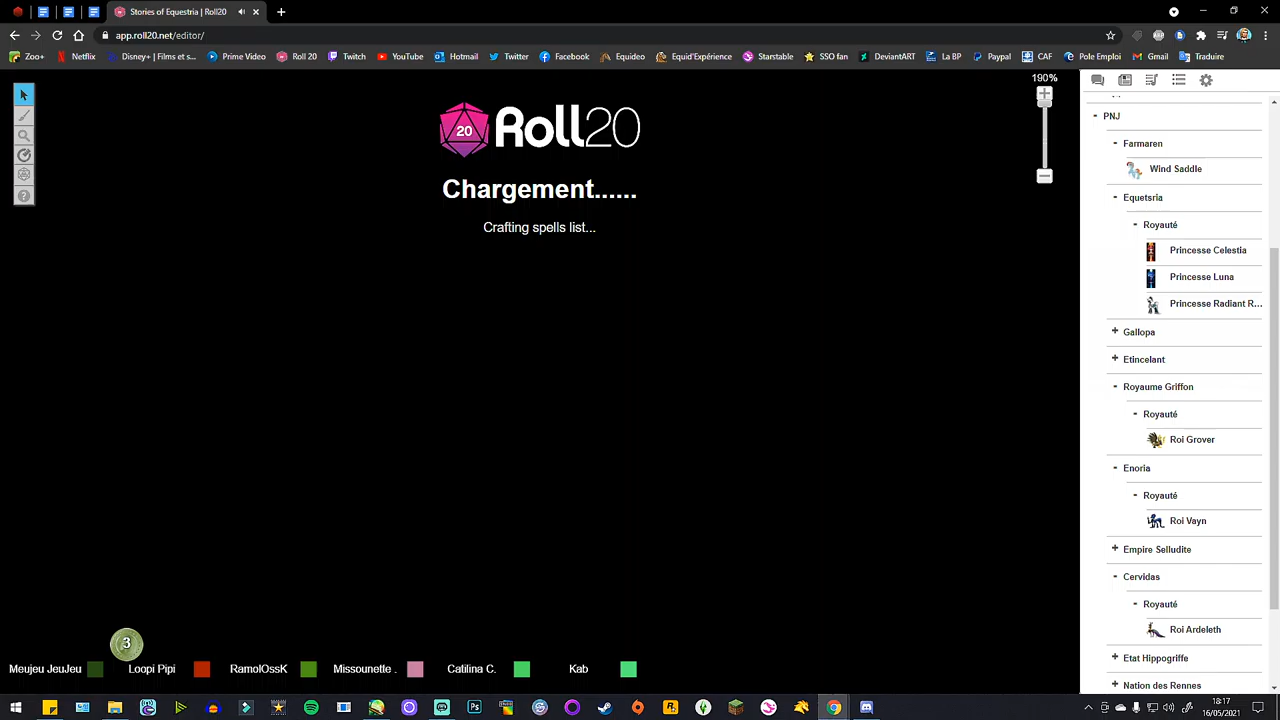 Stories of Equestria | Roll20
app.roll20.net/editor/
Zoo+ Netflix Disney+ | Films et s... Prime Video Roll 20 Twitch YouTube Hotmail Twitter Facebook Equideo Equid'Expérience Starstable SSO fan DeviantART La BP Paypal CAF Pole Emploi Gmail Traduire
190%
20 Roll20
Chargement......
Crafting spells list...
PNJ
Farmaren
Wind Saddle
Equetsria
Royauté
Princesse Celestia
Princesse Luna
Princesse Radiant R...
Gallopa
Etincelant
Royaume Griffon
Royauté
Roi Grover
Enoria
Royauté
Roi Vayn
EmpireSelludite
Cervidas
Royauté
Roi Ardeleth
Etat Hippogriffe
Nation des Rennes
3
Meujeu JeuJeu Loopi Pipi RamolOssK Missounette . Catilina C. Kab
18:17
16/05/2021